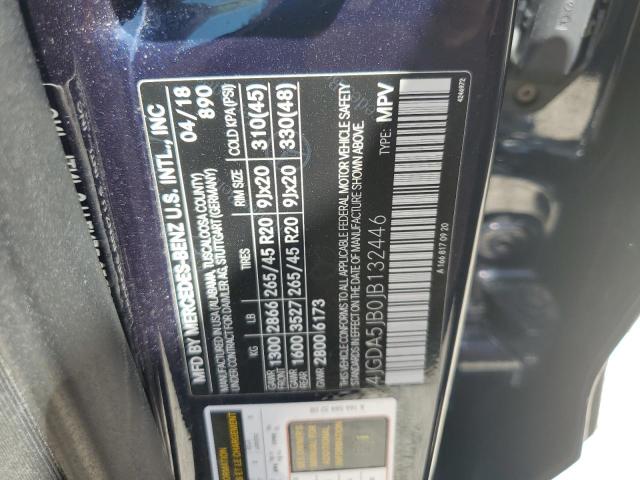 MFD BY MERCEDES-BENZ U.S. INTL., INC
04/18
890
MADE IN USA (ALABAMA, TUSCALOOSA COUNTY)
UNDER CONTRACT FOR DAIMLER AG, STUTTGART (GERMANY)
KG LB TIRES RIM SIZE COLD KPA (PSI)
GAWR FRONT 1300 2866 265/45 R20 9Jx20 310(45)
GAWR REAR 1600 3527 265/45 R20 9Jx20 330(48)
GVWR 2800 6173
THIS VEHICLE CONFORMS TO ALL APPLICABLE FEDERAL MOTOR VEHICLE SAFETY
STANDARDS IN EFFECT ON THE DATE OF MANUFACTURE SHOWN ABOVE.
4JGDA5JB0JB132446 TYPE: MPV
A 166 817 09 20
4246972